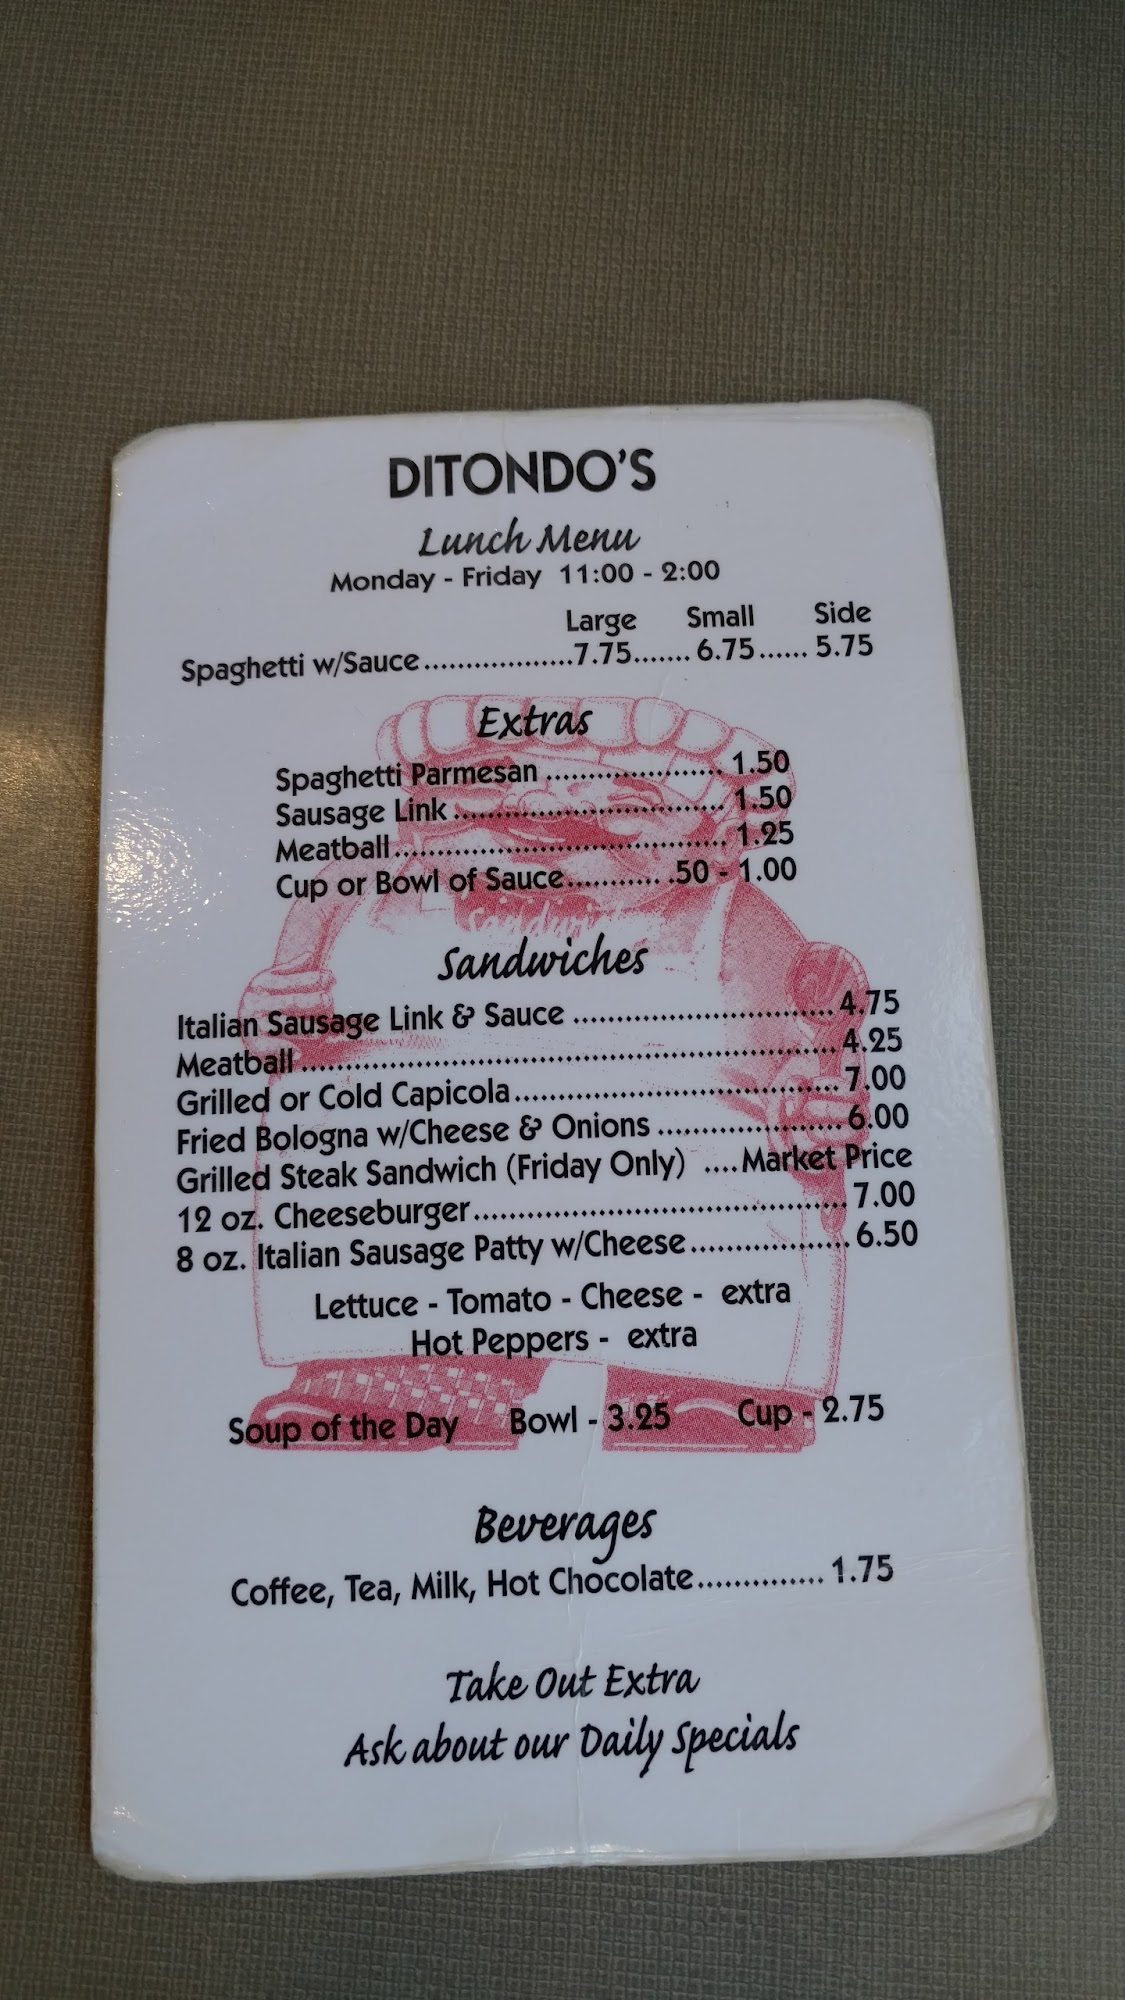 DITONDO'S
Lunch Menu
Monday - Friday 11:00 - 2:00
Large Small Side
Spaghetti w/Sauce..................7.75....... 6.75...... 5.75
Extras
Spaghetti Parmesan ...................... 1.50
Sausage Link.................................. 1.50
Meatball.......................................... 1.25
Cup or Bowl of Sauce........... .50 - 1.00
Sandwiches
Italian Sausage Link & Sauce ................................4.75
Meatball..................................................................4.25
Grilled or Cold Capicola........................................7.00
Fried Bologna w/Cheese & Onions .......................6.00
Grilled Steak Sandwich (Friday Only) ....Market Price
12 oz. Cheeseburger...............................................7.00
8 oz. Italian Sausage Patty w/Cheese....................6.50
Lettuce - Tomato - Cheese - extra
Hot Peppers - extra
Soup of the Day Bowl - 3.25 Cup - 2.75
Beverages
Coffee, Tea, Milk, Hot Chocolate.............. 1.75
Take Out Extra
Ask about our Daily Specials